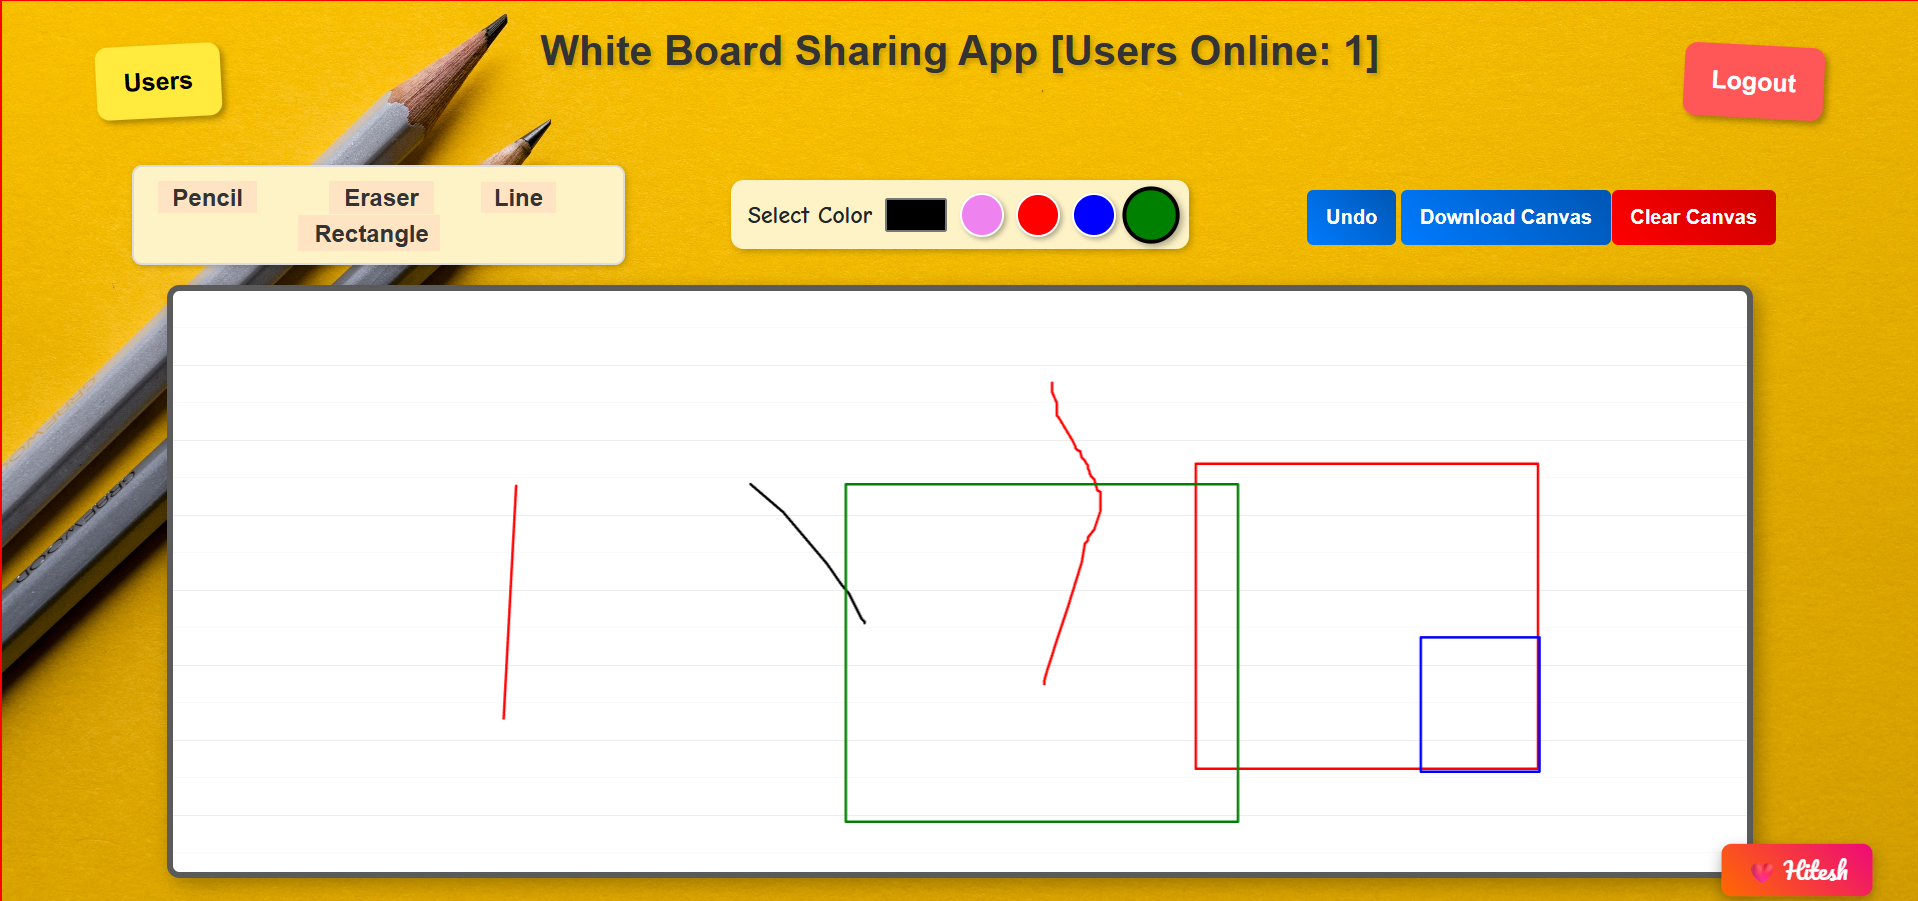 White Board Sharing App [Users Online: 1]
Users
Logout
Pencil
Eraser
Line
Rectangle
Select Color
Undo
Download Canvas
Clear Canvas
Hitesh